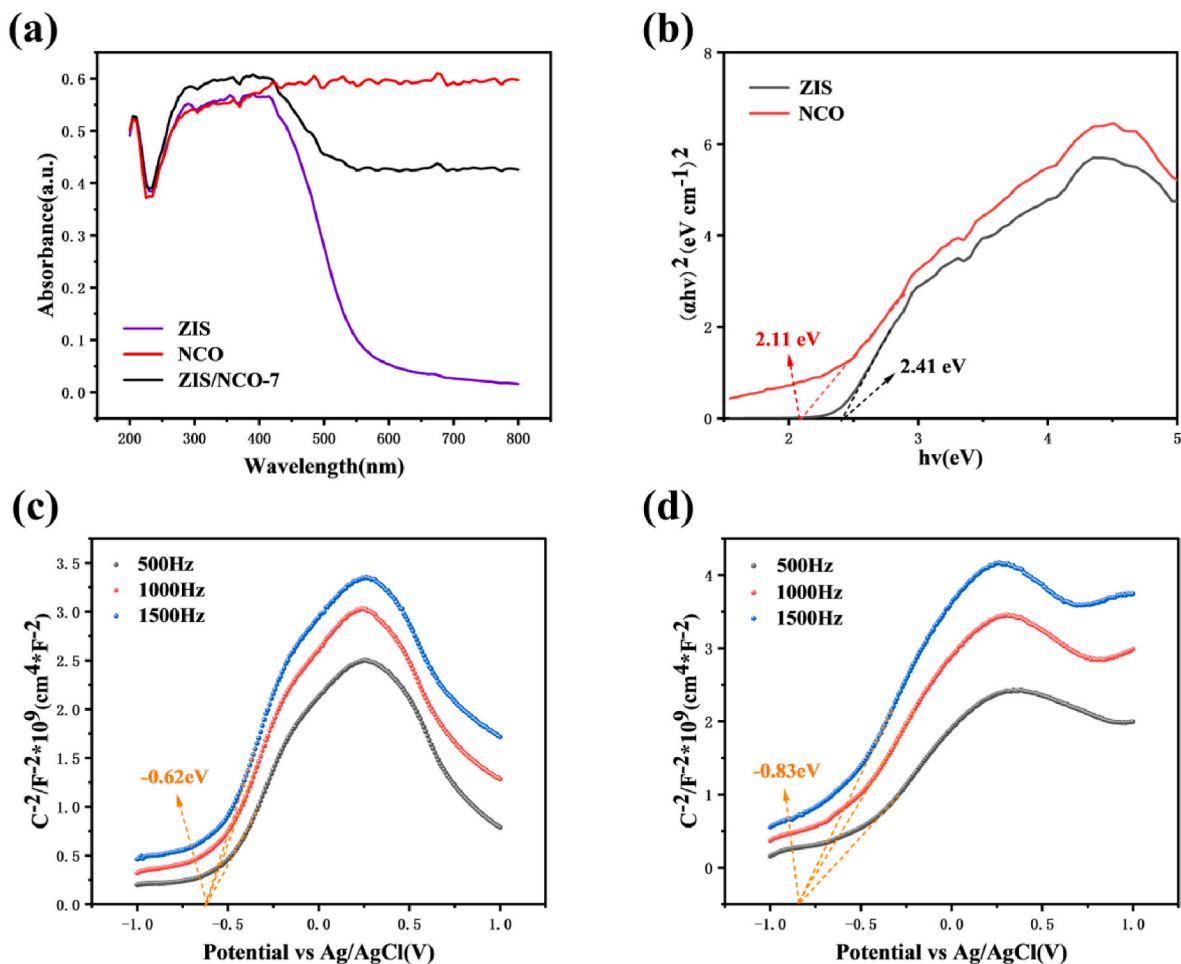 (a)
Absorbance(a.u.)
0.6
0.5
0.4
0.3
0.2
0.1
0.0
ZIS
NCO
ZIS/NCO-7
200 300 400 500 600 700 800
Wavelength(nm)
(b)
(αhν)²(eV cm⁻¹)²
8
6
4
2
0
ZIS
NCO
2.11 eV
2.41 eV
2 3 4 5
hν(eV)
(c)
C⁻²/F⁻²*10⁹(cm⁴*F⁻²)
3.5
3.0
2.5
2.0
1.5
1.0
0.5
0.0
500Hz
1000Hz
1500Hz
-0.62eV
-1.0 -0.5 0.0 0.5 1.0
Potential vs Ag/AgCl(V)
(d)
C⁻²/F⁻²*10⁹(cm⁴*F⁻²)
4
3
2
1
0
500Hz
1000Hz
1500Hz
-0.83eV
-1.0 -0.5 0.0 0.5 1.0
Potential vs Ag/AgCl(V)